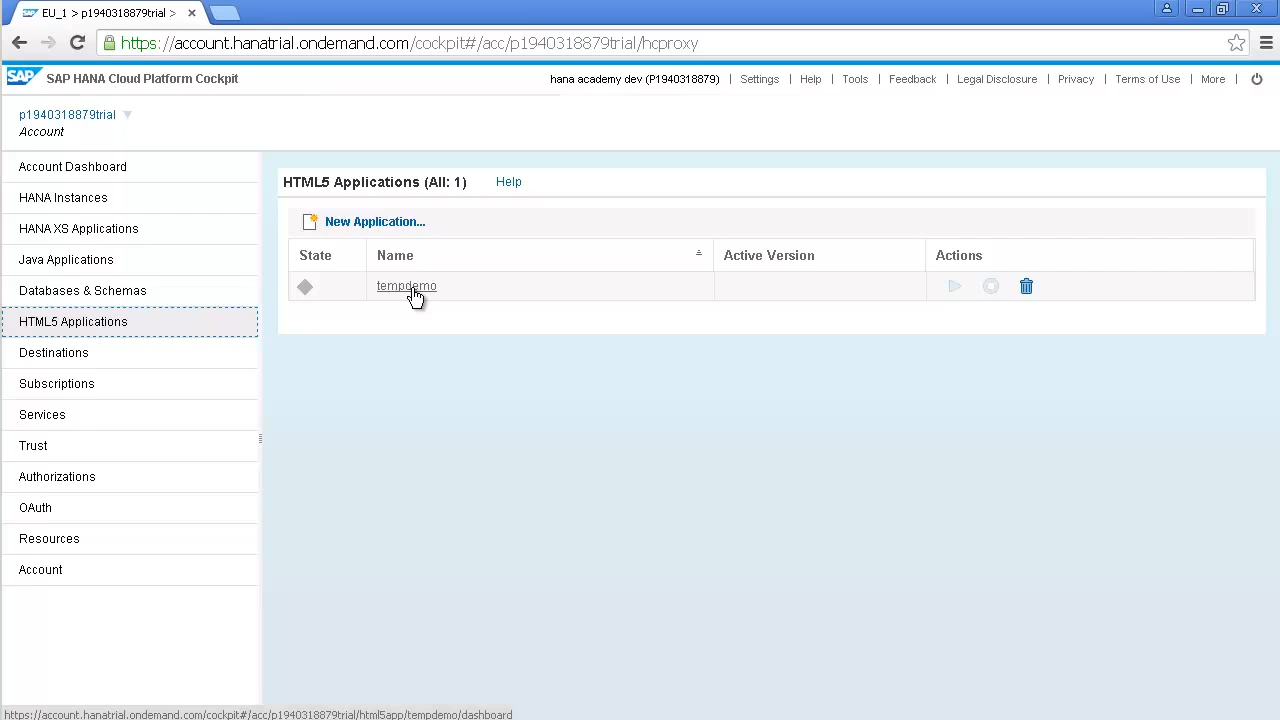 EU_1 > p1940318879trial >
https://account.hanatrial.ondemand.com/cockpit#/acc/p1940318879trial/hcproxy
SAP SAP HANA Cloud Platform Cockpit
hana academy dev (P1940318879) | Settings | Help | Tools | Feedback | Legal Disclosure | Privacy | Terms of Use | More |
p1940318879trial
Account
Account Dashboard
HANA Instances
HANA XS Applications
Java Applications
Databases & Schemas
HTML5 Applications
Destinations
Subscriptions
Services
Trust
Authorizations
OAuth
Resources
Account
HTML5 Applications (All: 1) Help
New Application...
State Name Active Version Actions
tempdemo
https://account.hanatrial.ondemand.com/cockpit#/acc/p1940318879trial/html5app/tempdemo/dashboard